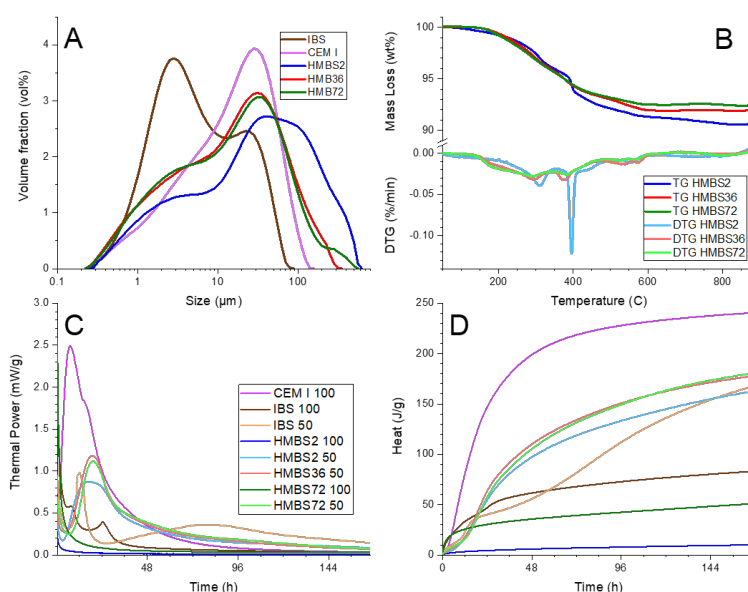 A
IBS
CEM I
HMBS2
HMB36
HMB72
Volume fraction (vol%)
4
3
2
1
0
0.1
1
10
100
Size (µm)
B
Mass Loss (wt%)
100
95
90
DTG (%/min)
0.00
-0.05
-0.10
TG HMBS2
TG HMBS36
TG HMBS72
DTG HMBS2
DTG HMBS36
DTG HMBS72
200
400
600
800
Temperature (C)
C
Thermal Power (mW/g)
3.0
2.5
2.0
1.5
1.0
0.5
0.0
CEM I 100
IBS 100
IBS 50
HMBS2 100
HMBS2 50
HMBS36 50
HMBS72 100
HMBS72 50
48
96
144
Time (h)
D
Heat (J/g)
250
200
150
100
50
0
0
48
96
144
Time (h)